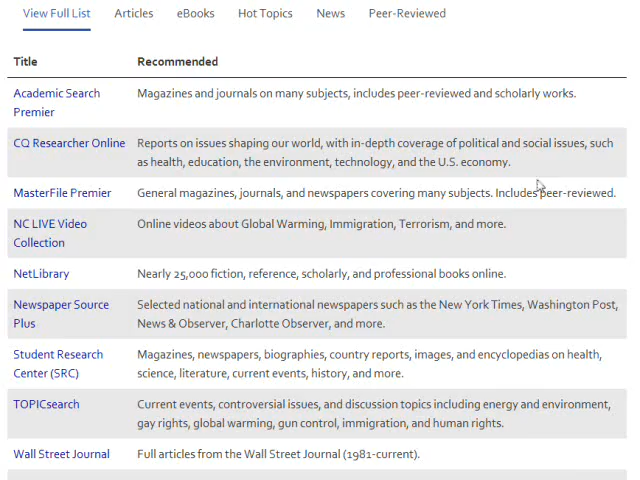 View Full List Articles eBooks Hot Topics News Peer-Reviewed
Title Recommended
Academic Search Premier Magazines and journals on many subjects, includes peer-reviewed and scholarly works.
CQ Researcher Online Reports on issues shaping our world, with in-depth coverage of political and social issues, such
as health, education, the environment, technology, and the U.S. economy.
MasterFile Premier General magazines, journals, and newspapers covering many subjects. Includes peer-reviewed.
NC LIVE Video Collection Online videos about Global Warming, Immigration, Terrorism, and more.
NetLibrary Nearly 25,000 fiction, reference, scholarly, and professional books online.
Newspaper Source Plus Selected national and international newspapers such as the New York Times, Washington Post,
News & Observer, Charlotte Observer, and more.
Student Research Center (SRC) Magazines, newspapers, biographies, country reports, images, and encyclopedias on health,
science, literature, current events, history, and more.
TOPICsearch Current events, controversial issues, and discussion topics including energy and environment,
gay rights, global warming, gun control, immigration, and human rights.
Wall Street Journal Full articles from the Wall Street Journal (1981-current).